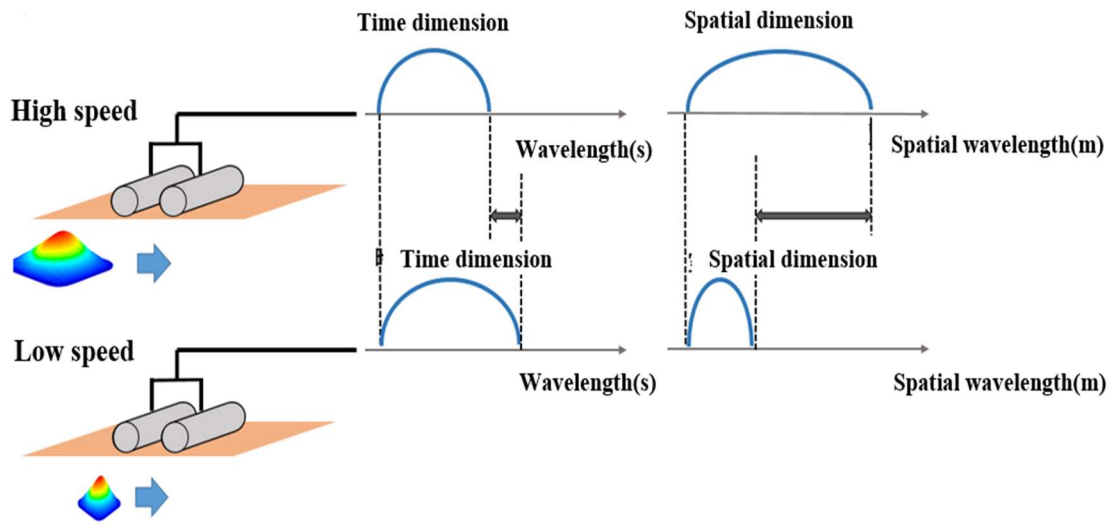 Time dimension
Spatial dimension
High speed
Wavelength(s)
Spatial wavelength(m)
Time dimension
Spatial dimension
Low speed
Wavelength(s)
Spatial wavelength(m)